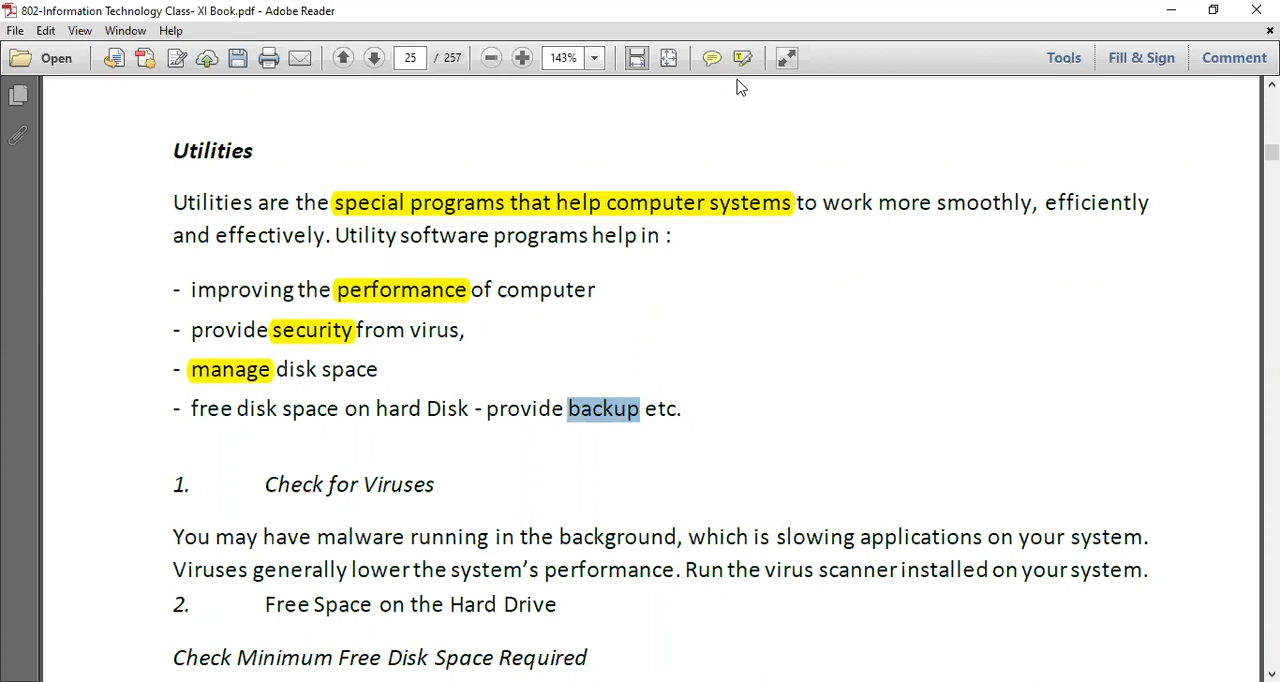 802-Information Technology Class- XI Book.pdf - Adobe Reader
File Edit View Window Help
Open 25 / 257 143% Tools Fill & Sign Comment
Utilities
Utilities are the special programs that help computer systems to work more smoothly, efficiently
and effectively. Utility software programs help in :
- improving the performance of computer
- provide security from virus,
- manage disk space
- free disk space on hard Disk - provide backup etc.
1. Check for Viruses
You may have malware running in the background, which is slowing applications on your system.
Viruses generally lower the system’s performance. Run the virus scanner installed on your system.
2. Free Space on the Hard Drive
Check Minimum Free Disk Space Required